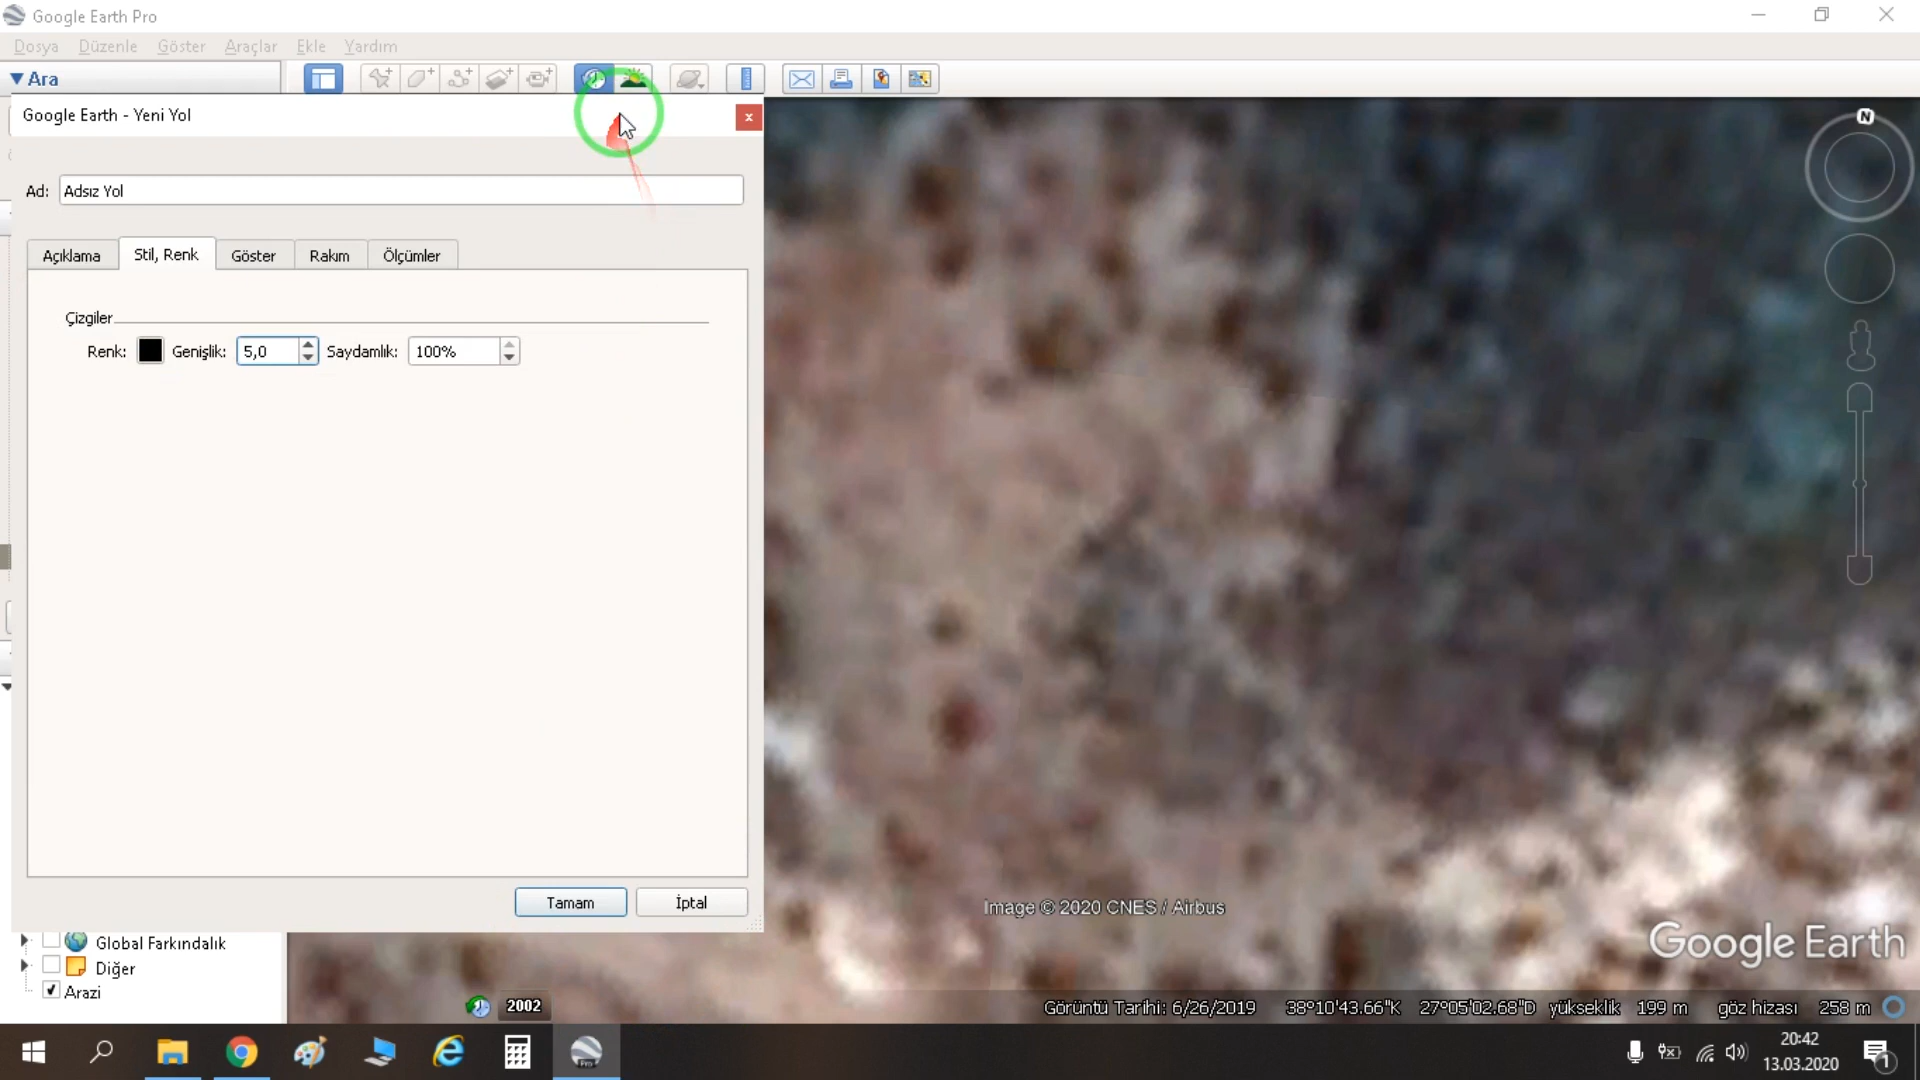 Google Earth Pro
Dosya Düzenle Göster Araçlar Ekle Yardım
Ara
Google Earth - Yeni Yol
x
Ad: Adsız Yol
Açıklama Stil, Renk Göster Rakım Ölçümler
Çizgiler
Renk: Genişlik: 5,0 Saydamlık: 100%
Tamam İptal
N
Global Farkındalık
Diğer
Arazi
Image © 2020 CNES / Airbus
Google Earth
2002
Görüntü Tarihi: 6/26/2019 38°10'43.66"K 27°05'02.68"D yükseklik 199 m göz hizası 258 m
Pro
20:42
13.03.2020
1